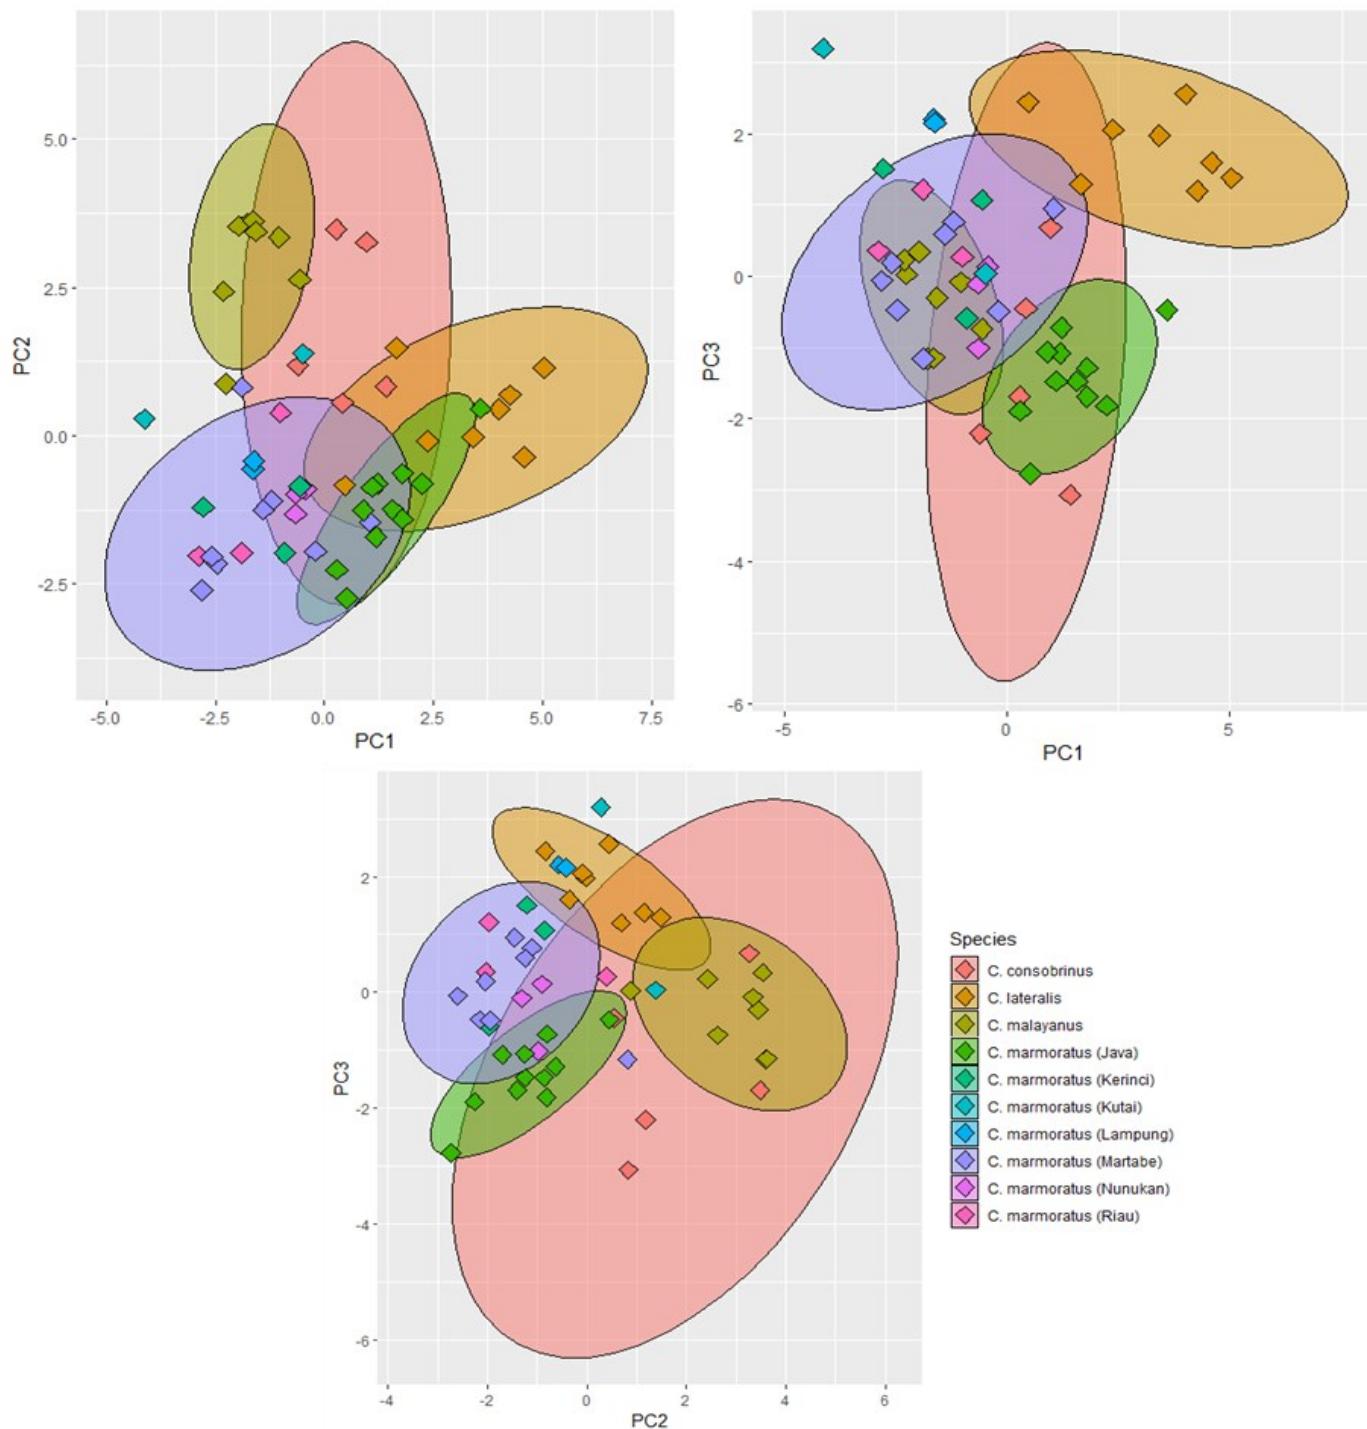 5.0
2.5
0.0
-2.5
PC2
-5.0 -2.5 0.0 2.5 5.0 7.5
PC1
2
0
-2
-4
-6
PC3
-5 0 5
PC1
2
0
-2
-4
-6
PC3
-4 -2 0 2 4 6
PC2
Species
C. consobrinus
C. lateralis
C. malayanus
C. marmoratus (Java)
C. marmoratus (Kerinci)
C. marmoratus (Kutai)
C. marmoratus (Lampung)
C. marmoratus (Martabe)
C. marmoratus (Nunukan)
C. marmoratus (Riau)